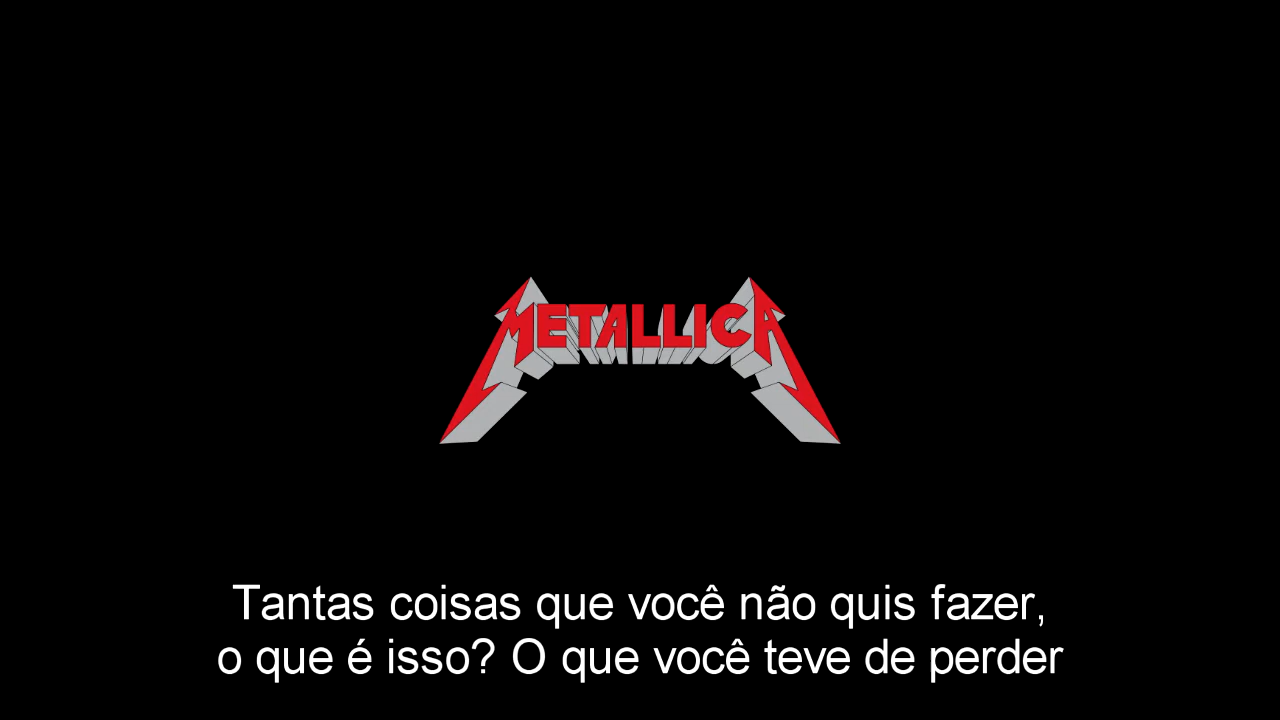 METALLICA
Tantas coisas que você não quis fazer,
o que é isso? O que você teve de perder